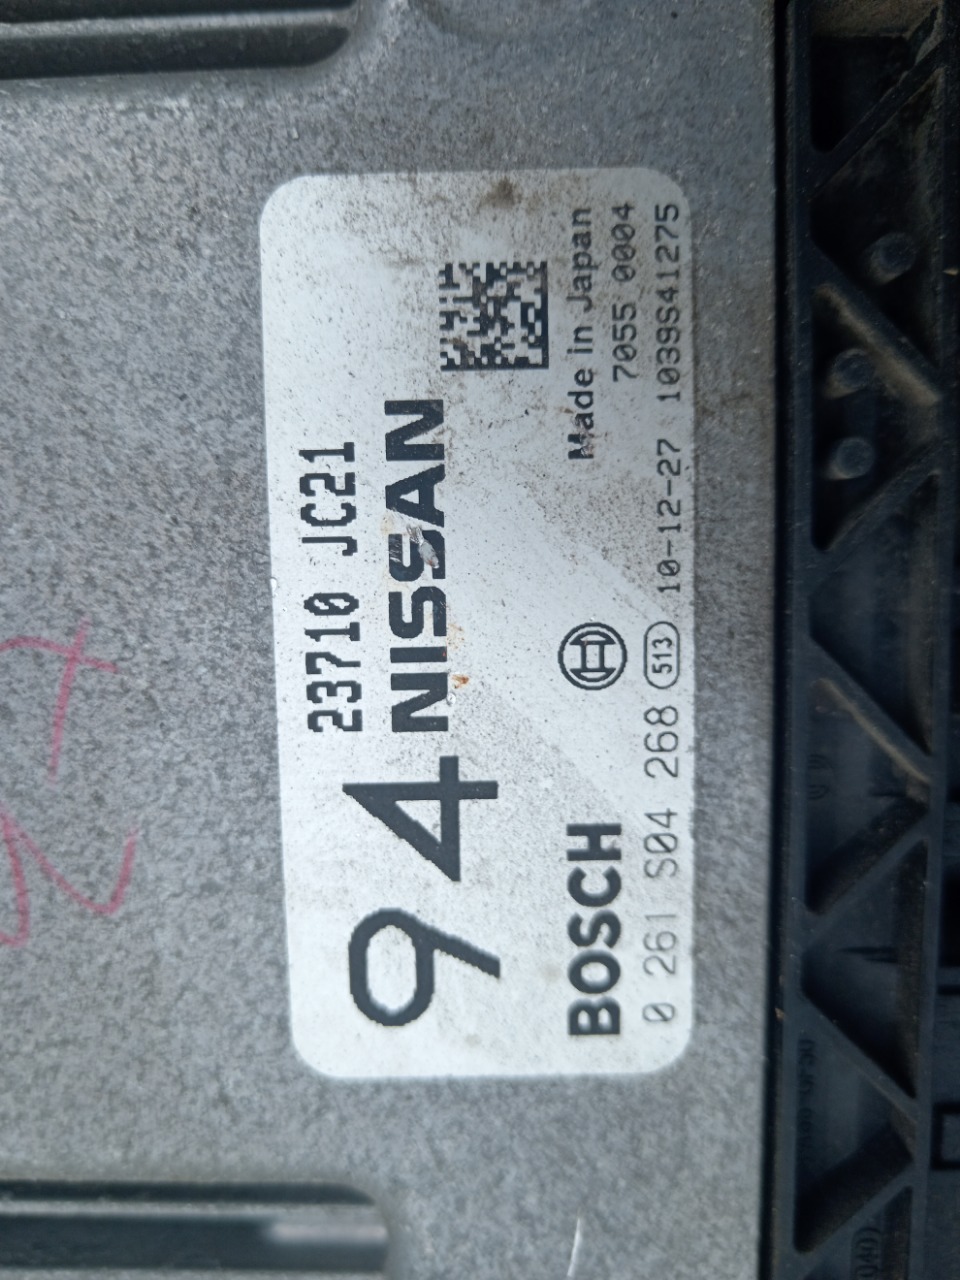 23710 JC21
94 NISSAN
Made in Japan
7055 0004
BOSCH
0 261 S04 268 513 10-12-27 1039S41275